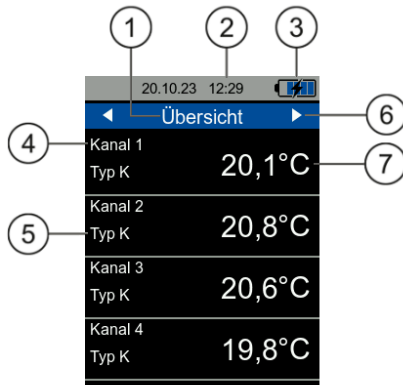 1 2 3
20.10.23 12:29
Übersicht
6
4
Kanal 1
Typ K
20,1°C
7
Kanal 2
5
Typ K
20,8°C
Kanal 3
Typ K
20,6°C
Kanal 4
Typ K
19,8°C